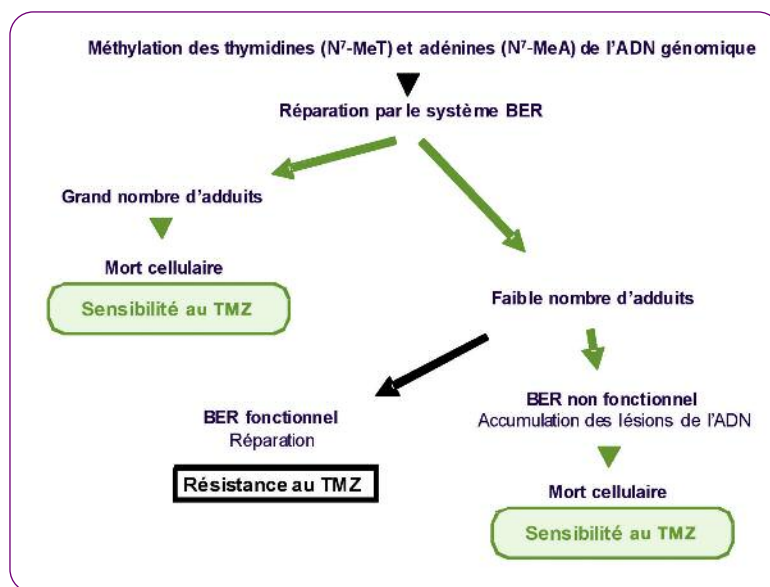 Méthylation des thymidines (N⁷-MeT) et adénines (N⁷-MeA) de l’ADN génomique
Réparation par le système BER
Grand nombre d’adduits
Mort cellulaire
Sensibilité au TMZ
Faible nombre d’adduits
BER fonctionnel
Réparation
Résistance au TMZ
BER non fonctionnel
Accumulation des lésions de l’ADN
Mort cellulaire
Sensibilité au TMZ